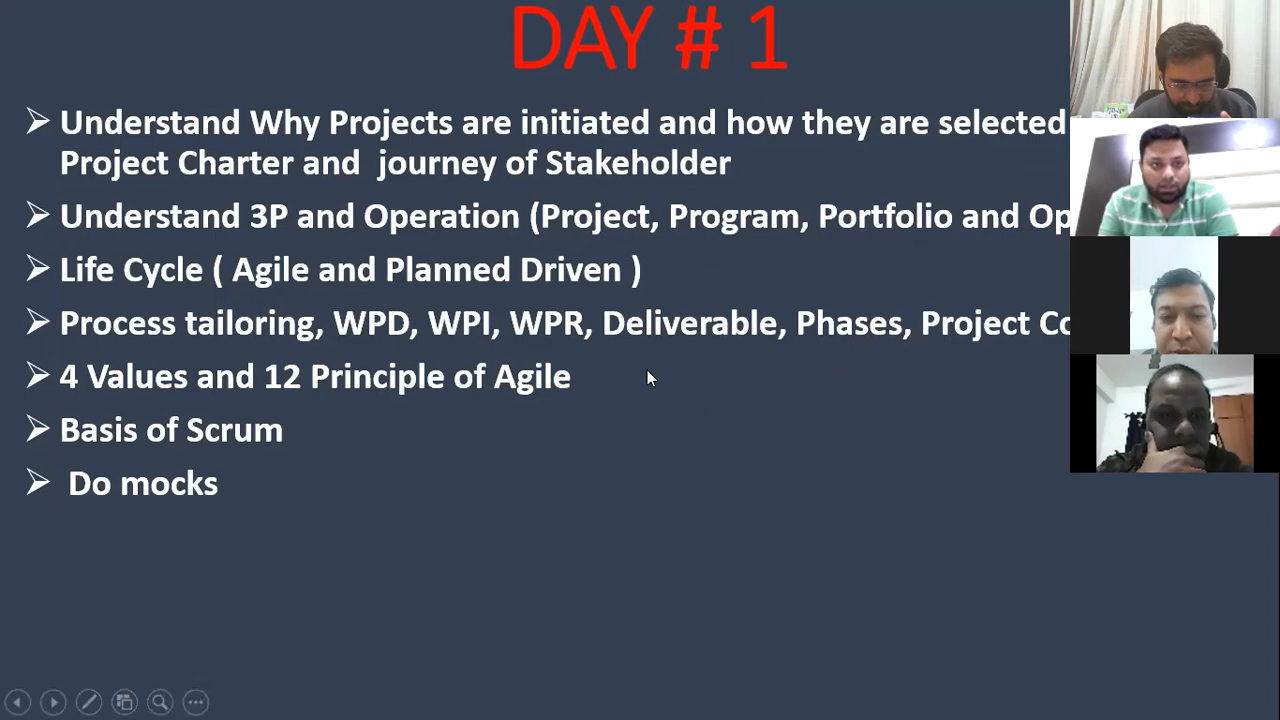 DAY # 1
Understand Why Projects are initiated and how they are selected
Project Charter and journey of Stakeholder
Understand 3P and Operation (Project, Program, Portfolio and Op
Life Cycle ( Agile and Planned Driven )
Process tailoring, WPD, WPI, WPR, Deliverable, Phases, Project Co
4 Values and 12 Principle of Agile
Basis of Scrum
Do mocks